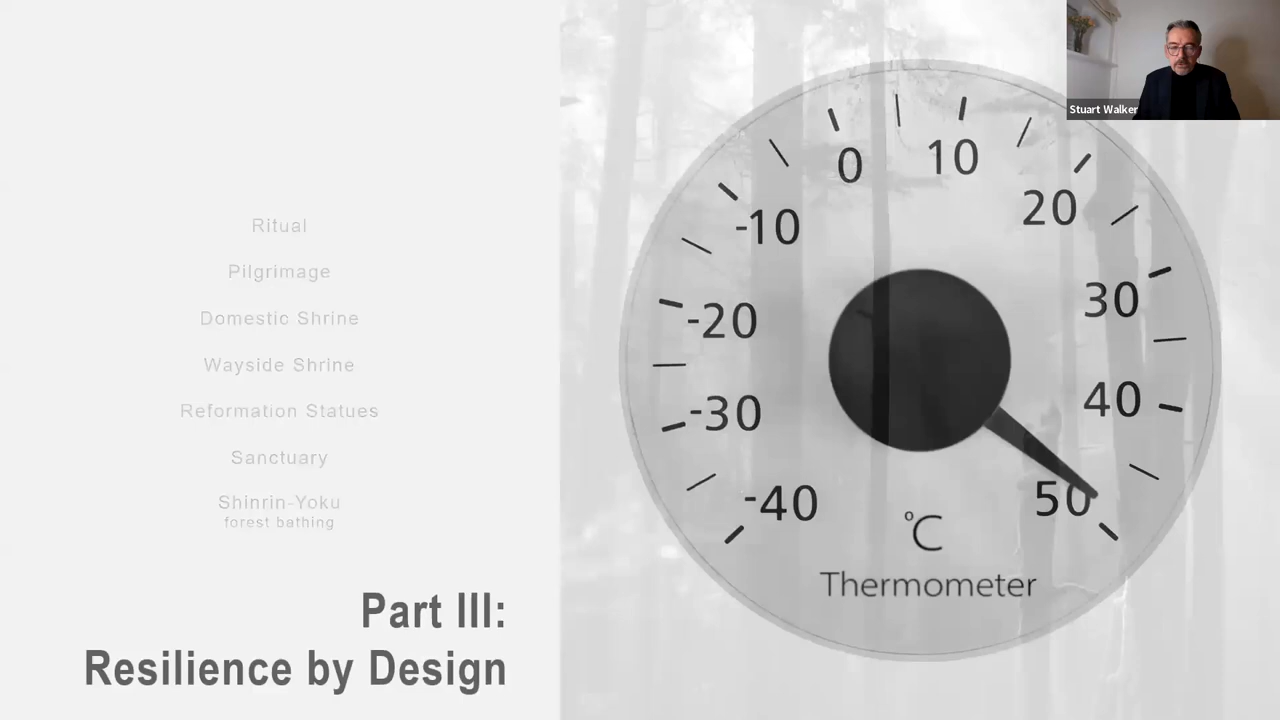 Stuart Walker
Ritual
Pilgrimage
Domestic Shrine
Wayside Shrine
Reformation Statues
Sanctuary
Shinrin-Yoku
forest bathing
Part III:
Resilience by Design
0
10
-10
20
-20
30
-30
40
-40
50
°C
Thermometer